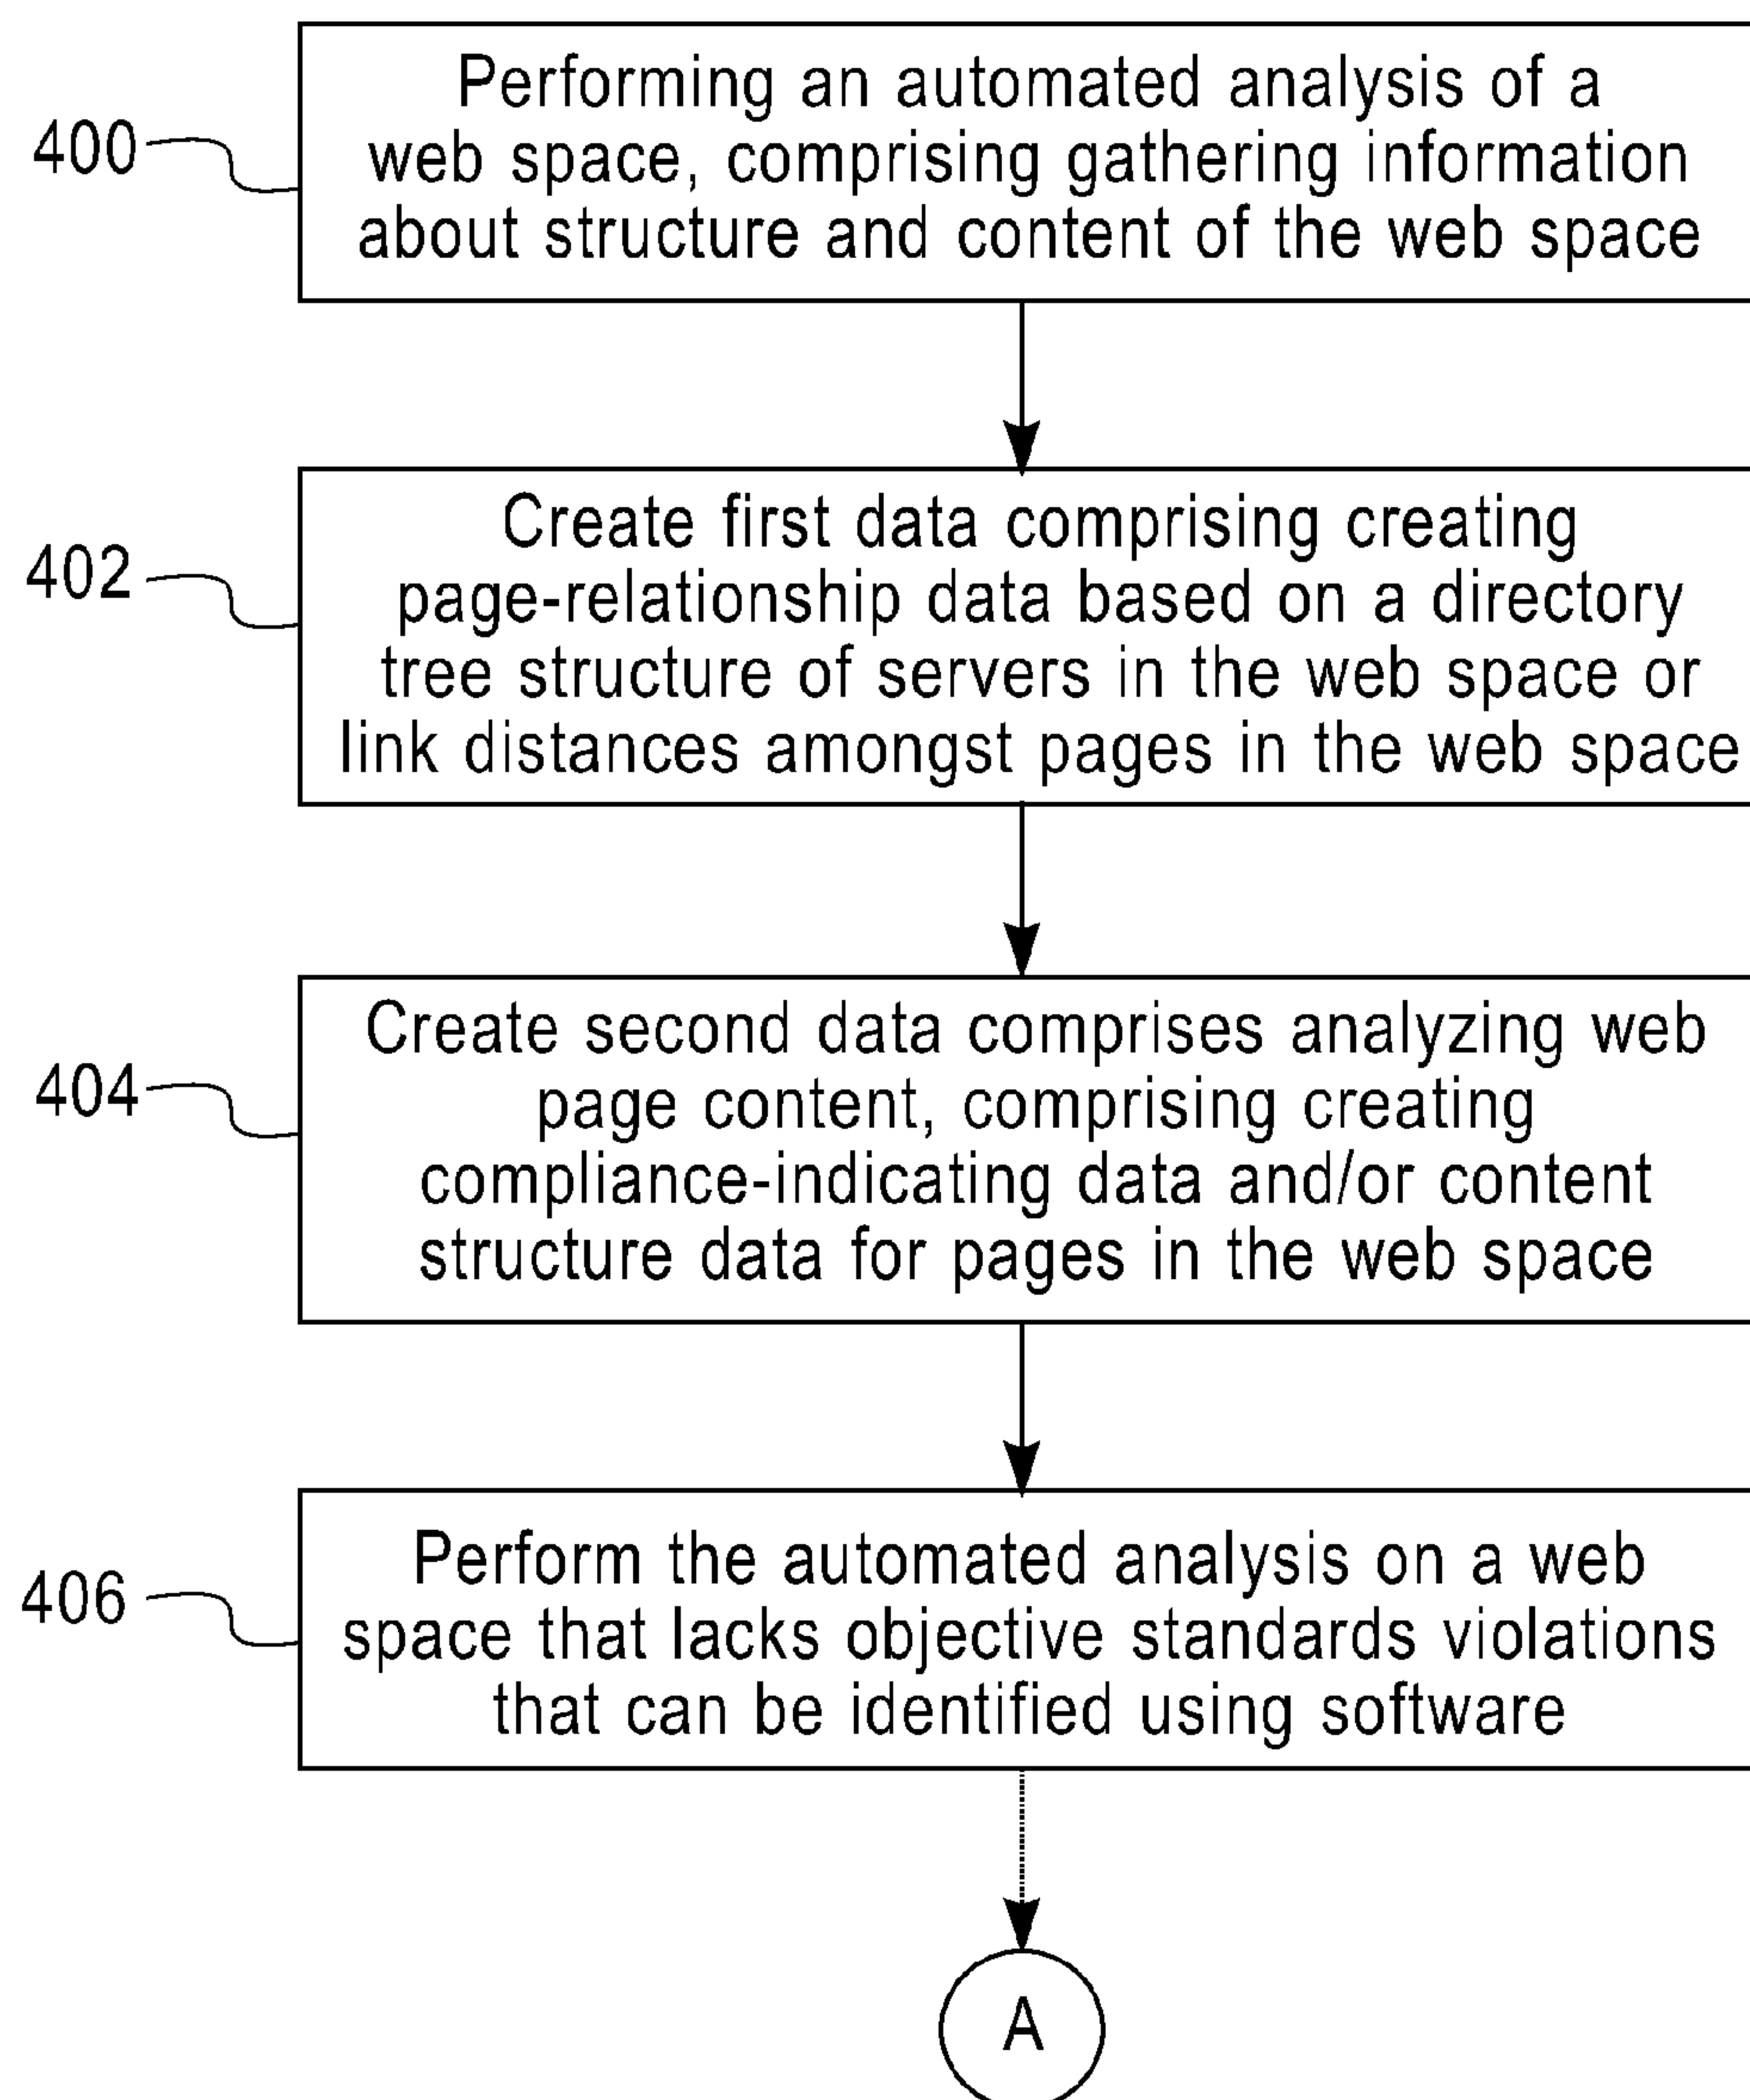 400
Performing an automated analysis of a
web space, comprising gathering information
about structure and content of the web space
402
Create first data comprising creating
page-relationship data based on a directory
tree structure of servers in the web space or
link distances amongst pages in the web space
404
Create second data comprises analyzing web
page content, comprising creating
compliance-indicating data and/or content
structure data for pages in the web space
406
Perform the automated analysis on a web
space that lacks objective standards violations
that can be identified using software
A